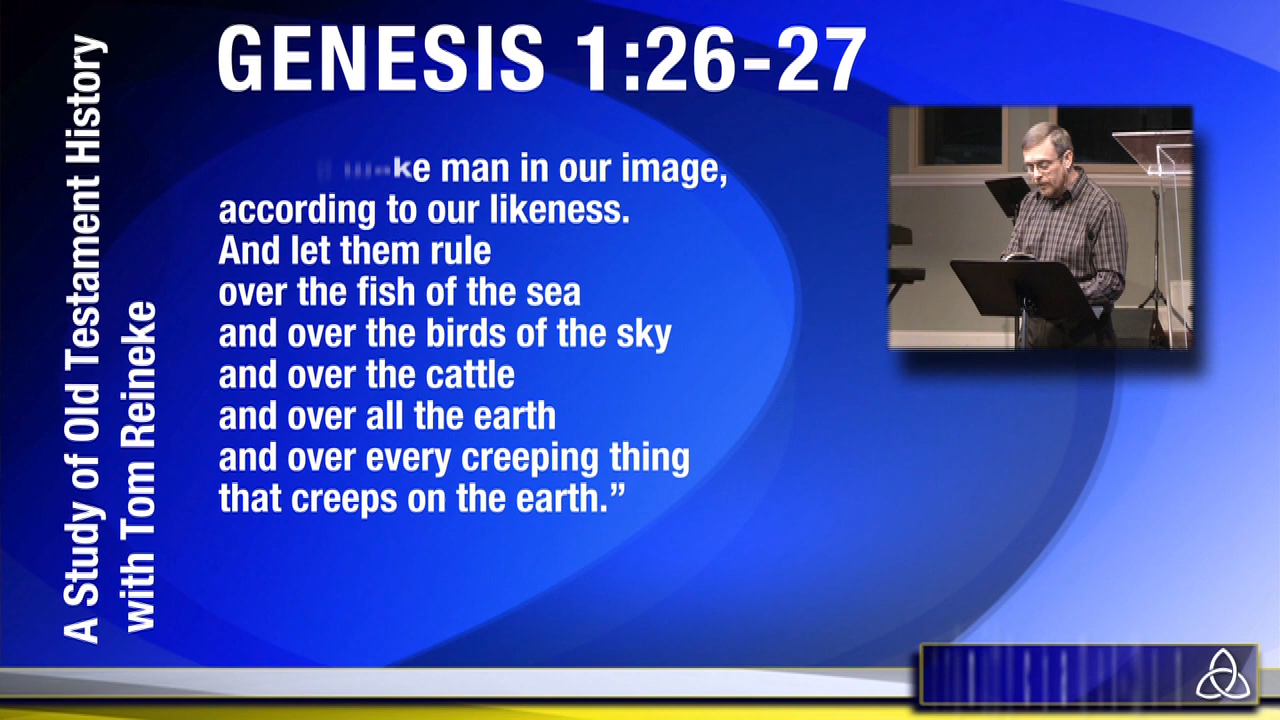 GENESIS 1:26-27
man in our image,
according to our likeness.
And let them rule
over the fish of the sea
and over the birds of the sky
and over the cattle
and over all the earth
and over every creeping thing
that creeps on the earth.”
A Study of Old Testament History
with Tom Reineke